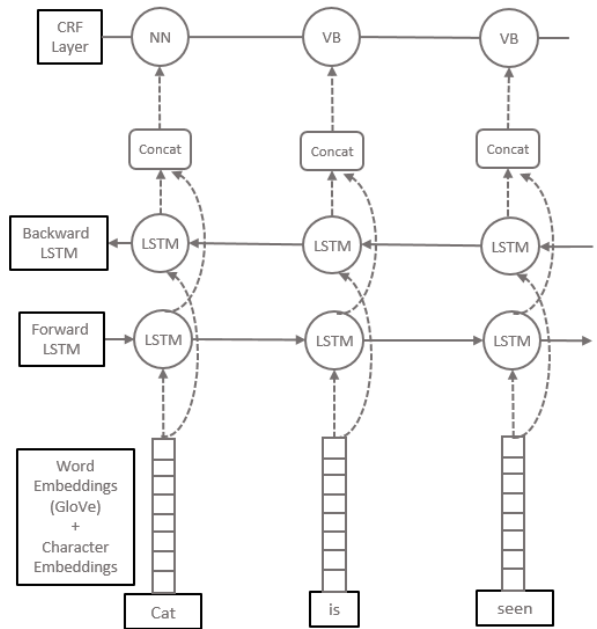 CRF
Layer
NN
VB
VB
Concat
Concat
Concat
Backward
LSTM
LSTM
LSTM
LSTM
Forward
LSTM
LSTM
LSTM
LSTM
Word
Embeddings
(GloVe)
+
Character
Embeddings
Cat
is
seen